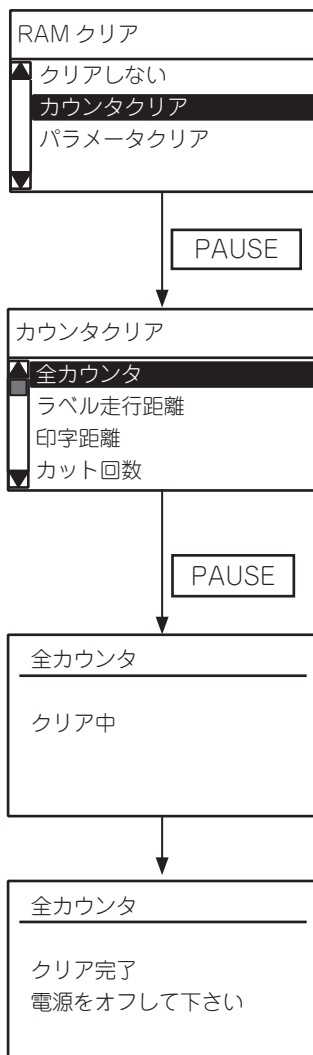 RAM クリア
クリアしない
カウンタクリア
パラメータクリア
PAUSE
カウンタクリア
全カウンタ
ラベル走行距離
印字距離
カット回数
PAUSE
全カウンタ
クリア中
全カウンタ
クリア完了
電源をオフして下さい